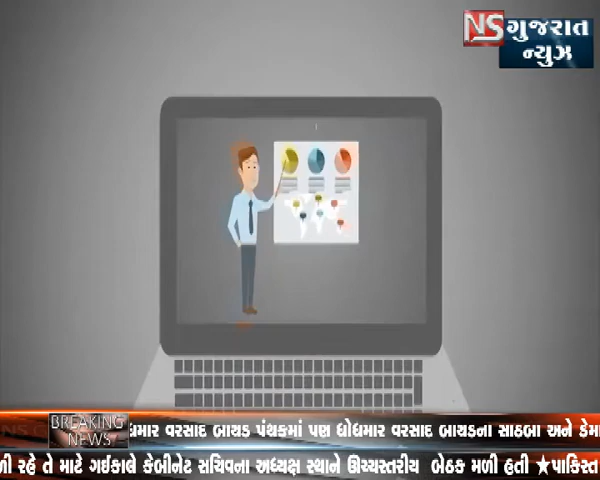 NS ગુજરાત
ન્યુઝ
BREAKING
NEWS
ધમાર વરસાદ બાયડ પંથકમાં પણ ધોધમાર વરસાદ બાયડના સાઠબા અને ડેમા
ળી રહે તે માટે ગઈકાલે કેબીનેટ સચિવના અધ્યક્ષ સ્થાને ઊચ્ચસ્તરીય બેઠક મળી હતી ★પાકિસ્ત